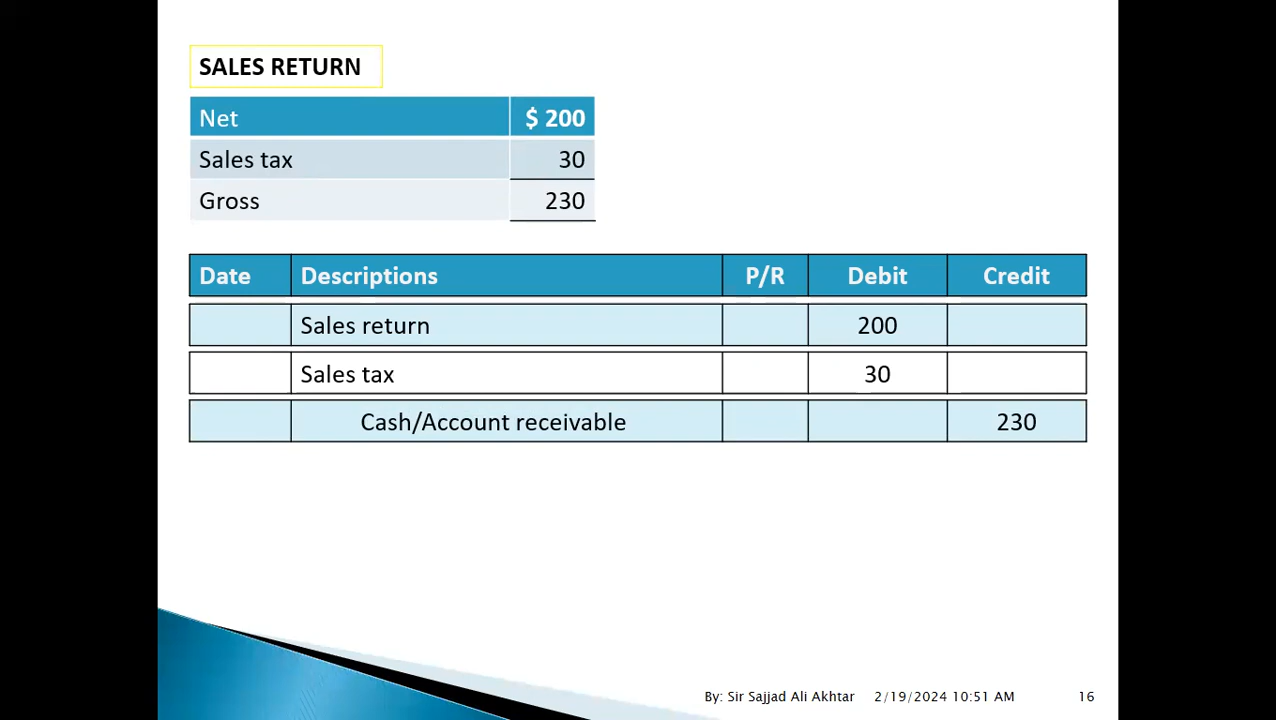 SALES RETURN
Net $ 200
Sales tax 30
Gross 230
Date Descriptions P/R Debit Credit
Sales return 200
Sales tax 30
Cash/Account receivable 230
By: Sir Sajjad Ali Akhtar 2/19/2024 10:51 AM 16